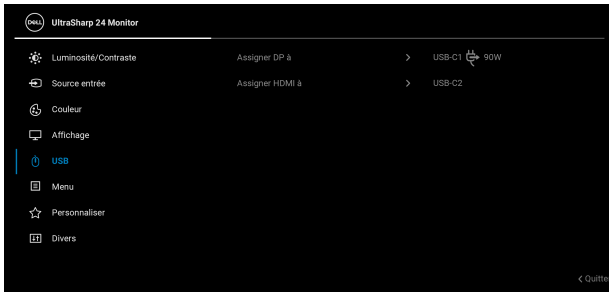 DELL UltraSharp 24 Monitor
Luminosité/Contraste Assigner DP à USB-C1 90W
Source entrée Assigner HDMI à USB-C2
Couleur
Affichage
USB
Menu
Personnaliser
Divers
Quitte